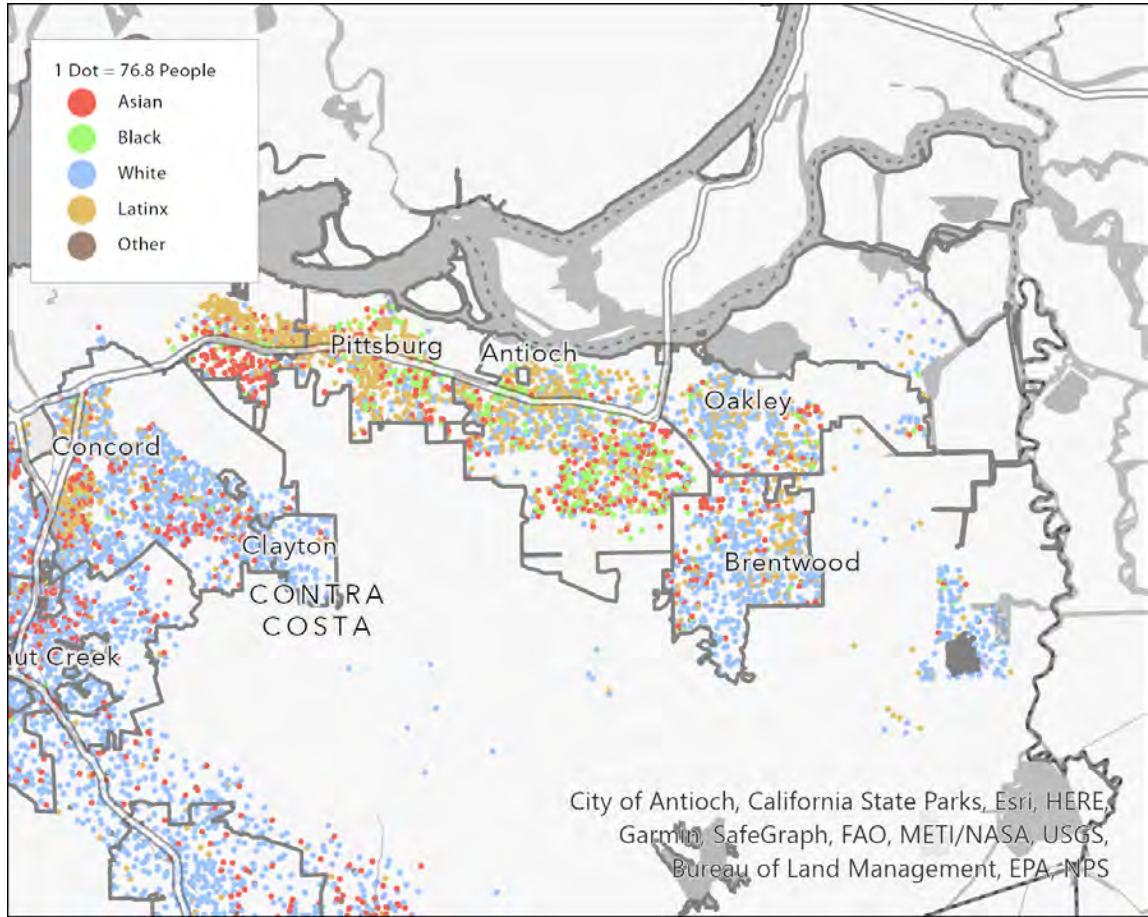 1 Dot = 76.8 People
Asian
Black
White
Latinx
Other
Pittsburg
Antioch
Oakley
Concord
Clayton
Brentwood
CONTRA
COSTA
nut Creek
City of Antioch, California State Parks, Esri, HERE,
Garmin, SafeGraph, FAO, METI/NASA, USGS,
Bureau of Land Management, EPA, NPS